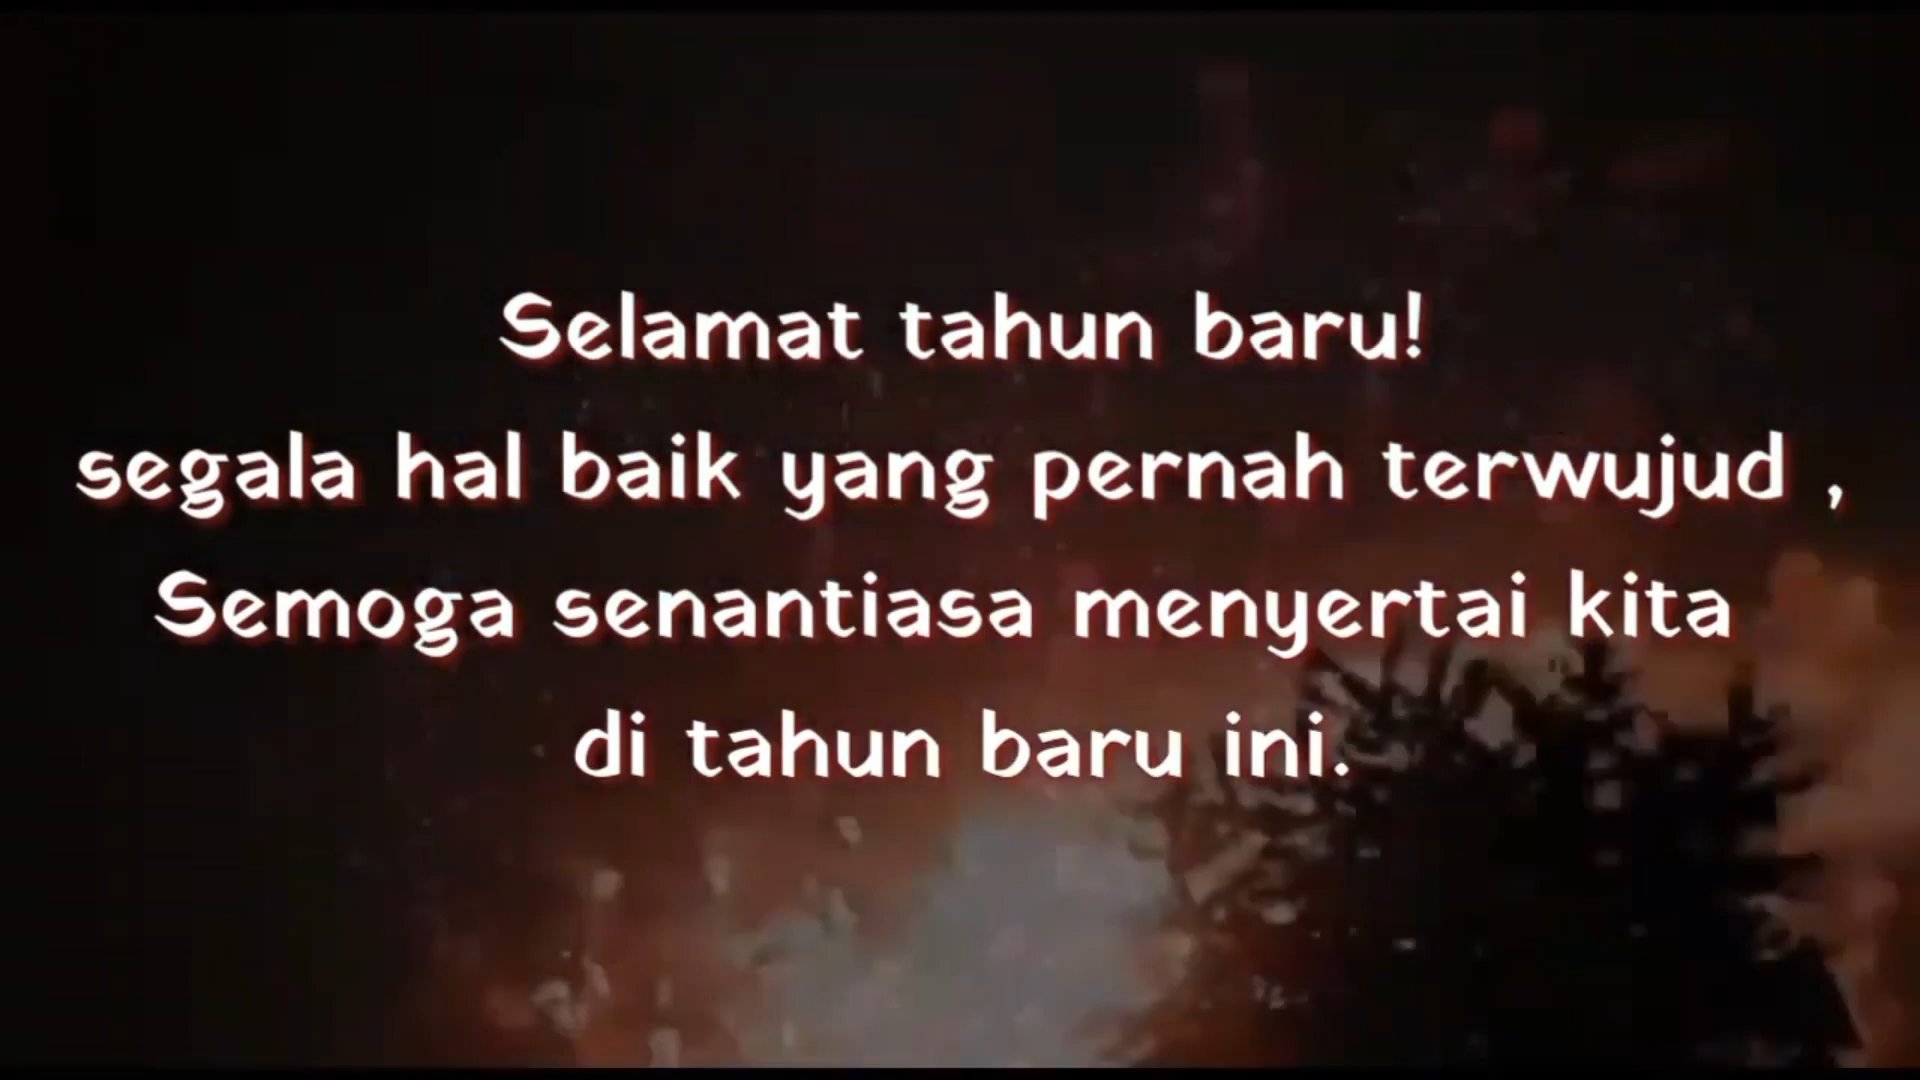 Selamat tahun baru!
segala hal baik yang pernah terwujud ,
Semoga senantiasa menyertai kita
di tahun baru ini.